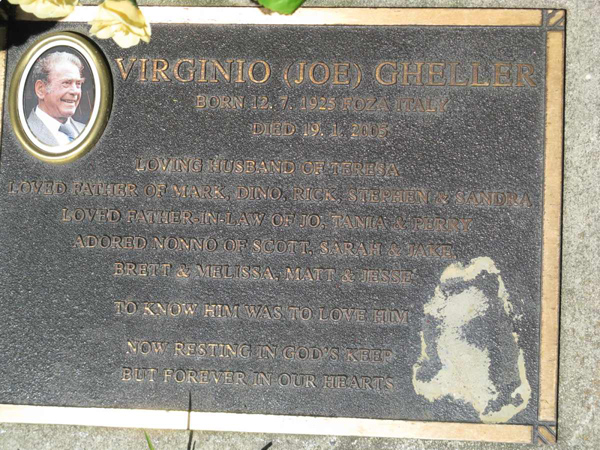 VIRGINIO (JOE) GHELLER
BORN 12. 7. 1925 FOZA ITALY
DIED 19. 1. 2005
LOVING HUSBAND OF TERESA
LOVED FATHER OF MARK, DINO, RICK, STEPHEN & SANDRA
LOVED FATHER-IN-LAW OF JO, TANIA & PERRY
ADORED NONNO OF SCOTT, SARAH & JAKE,
BRETT & MELISSA, MATT & JESSE
TO KNOW HIM WAS TO LOVE HIM
NOW RESTING IN GOD'S KEEP
BUT FOREVER IN OUR HEARTS